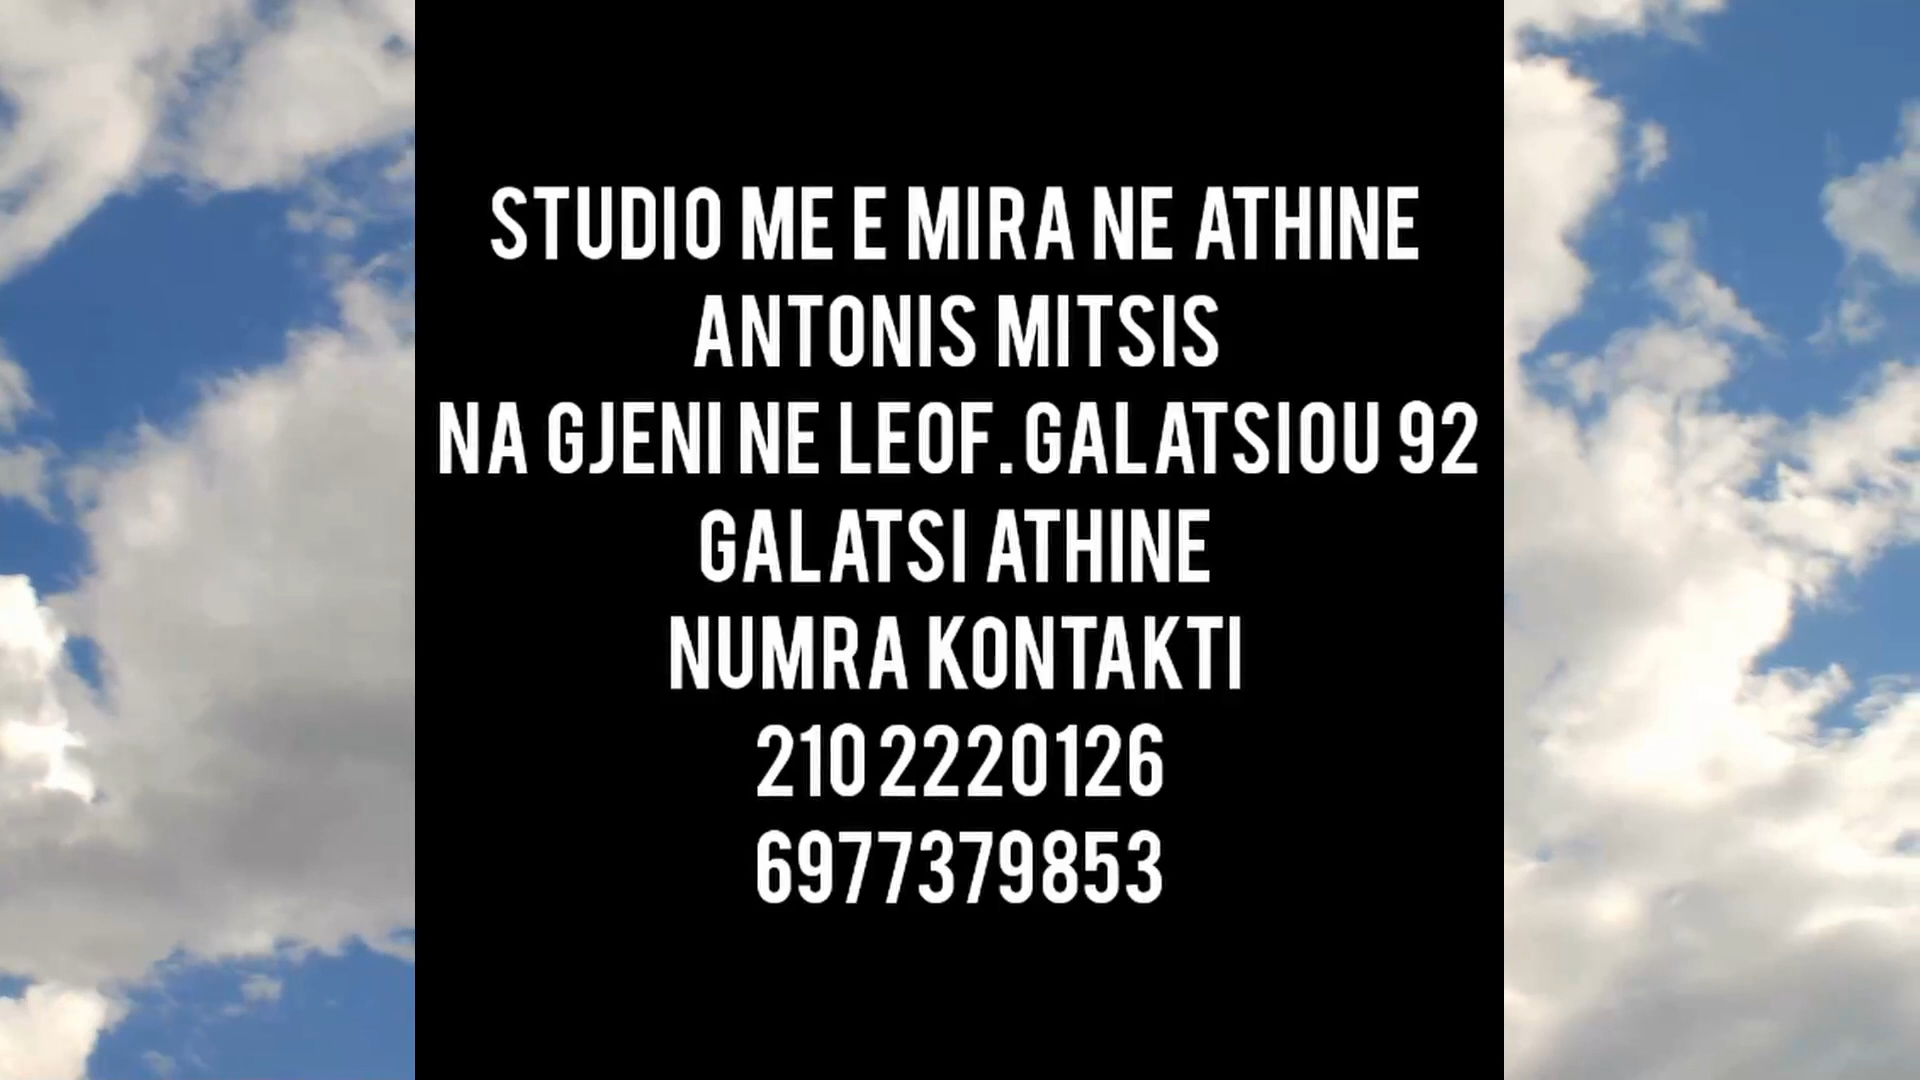 STUDIO ME E MIRA NE ATHINE
ANTONIS MITSIS
NA GJENI NE LEOF.GALATSIOU 92
GALATSI ATHINE
NUMRA KONTAKTI
210 2220126
6977379853